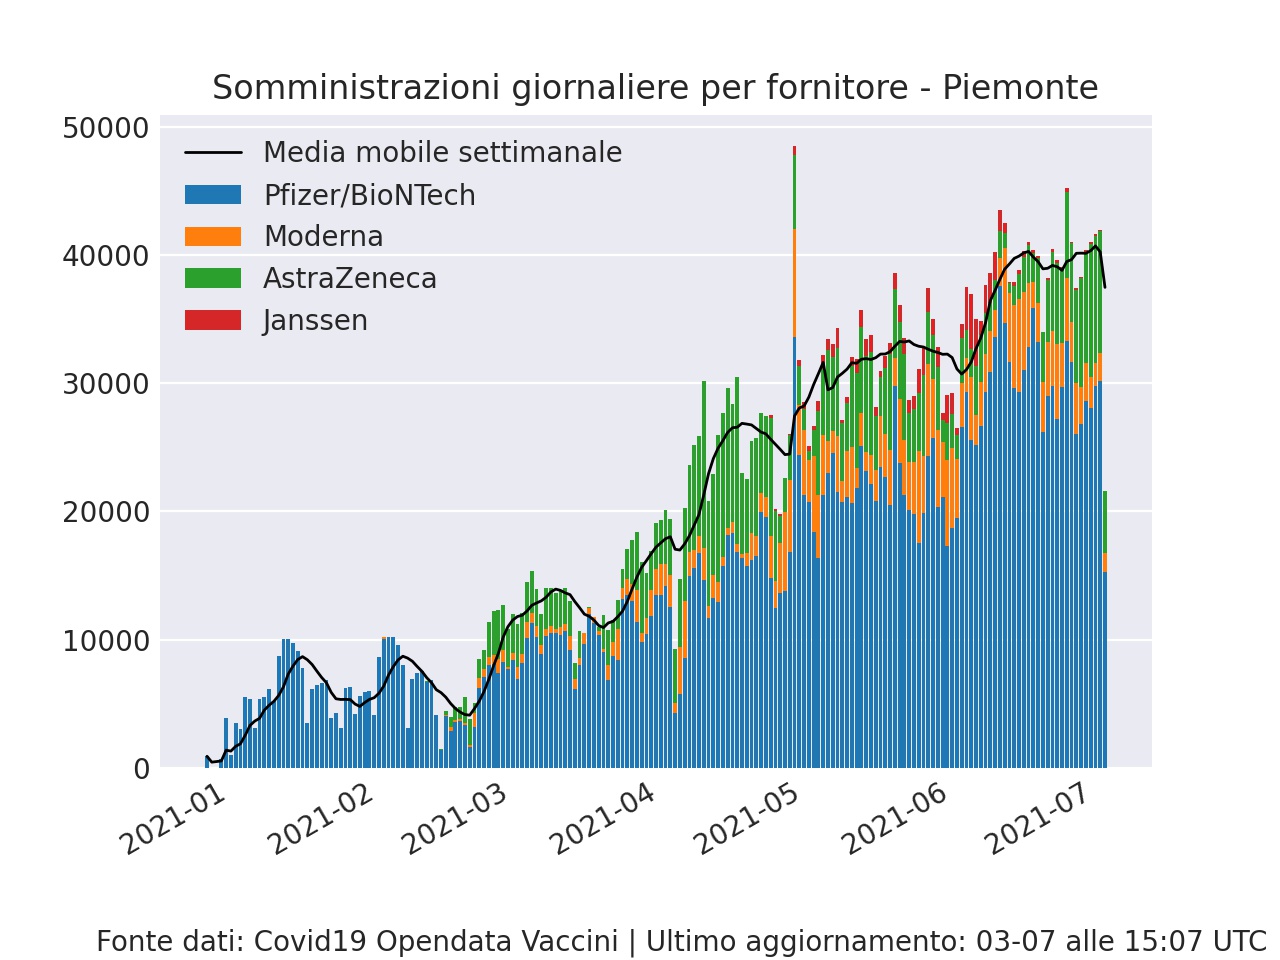 Somministrazioni giornaliere per fornitore - Piemonte
50000
40000
30000
20000
10000
0
Media mobile settimanale
Pfizer/BioNTech
Moderna
AstraZeneca
Janssen
2021-01
2021-02
2021-03
2021-04
2021-05
2021-06
2021-07
Fonte dati: Covid19 Opendata Vaccini | Ultimo aggiornamento: 03-07 alle 15:07 UTC